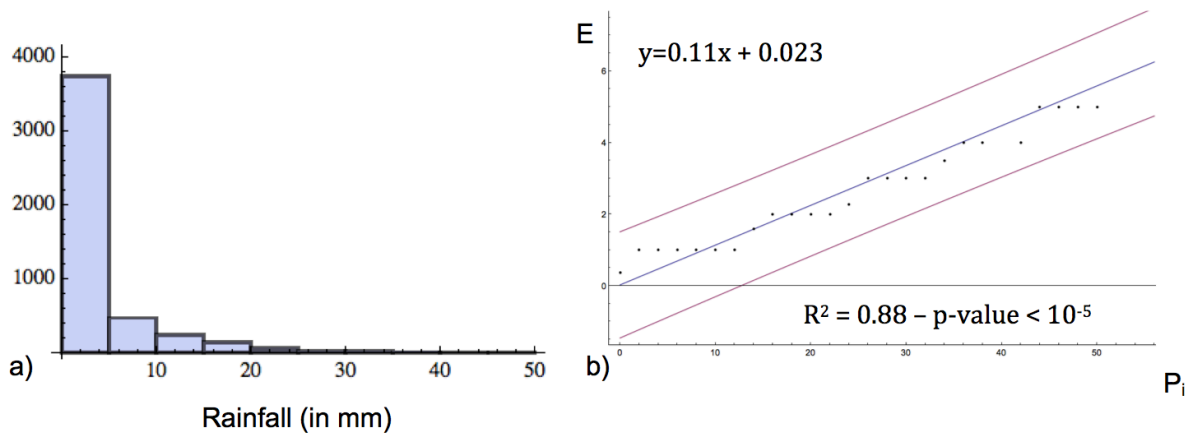 4000
3000
2000
1000
10
20
30
40
50
a)
Rainfall (in mm)
E
y=0.11x + 0.023
6
4
2
0
R² = 0.88 – p-value < 10⁻⁵
0
10
20
30
40
50
b)
Pᵢ